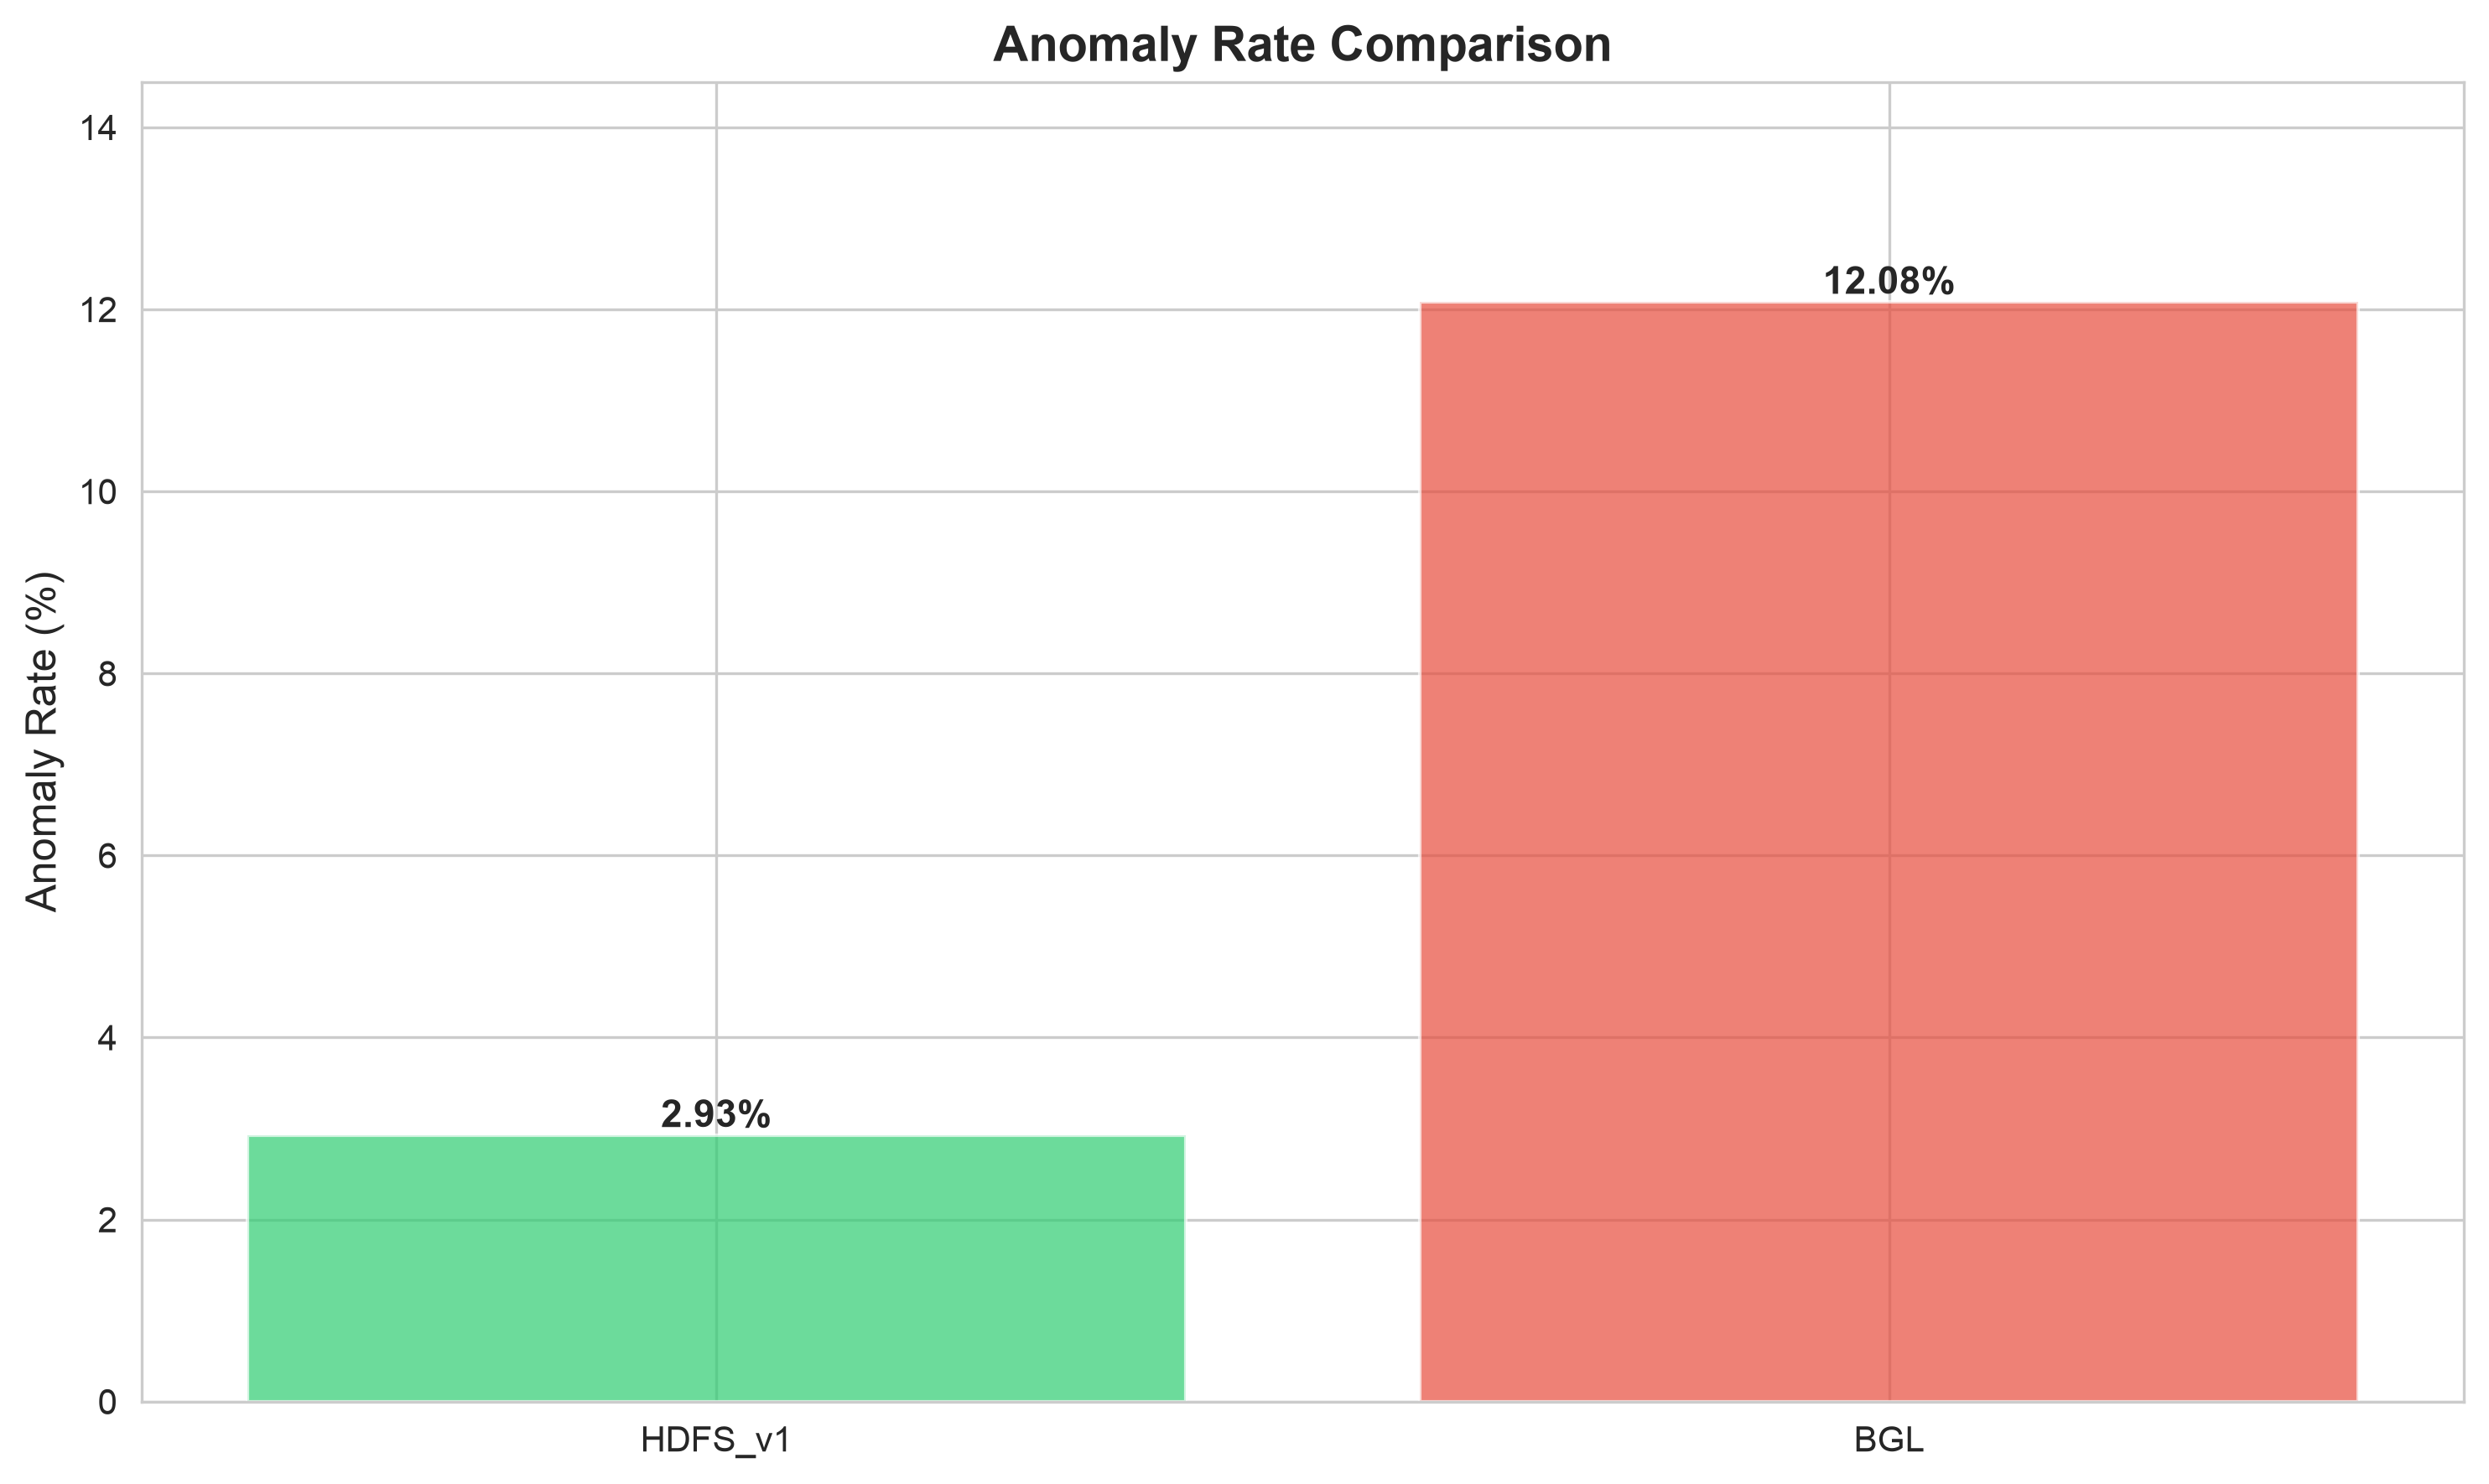 Anomaly Rate Comparison
Anomaly Rate (%)
14
12
10
8
6
4
2
0
12.08%
2.93%
HDFS_v1
BGL